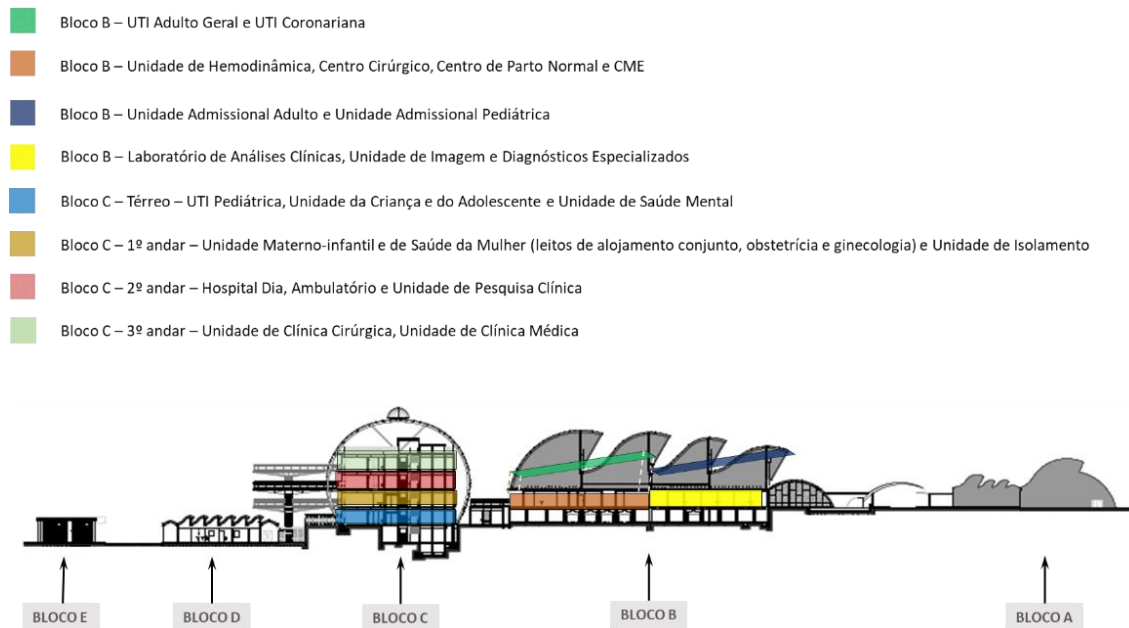 Bloco B – UTI Adulto Geral e UTI Coronariana
Bloco B – Unidade de Hemodinâmica, Centro Cirúrgico, Centro de Parto Normal e CME
Bloco B – Unidade Admissional Adulto e Unidade Admissional Pediátrica
Bloco B – Laboratório de Análises Clínicas, Unidade de Imagem e Diagnósticos Especializados
Bloco C – Térreo – UTI Pediátrica, Unidade da Criança e do Adolescente e Unidade de Saúde Mental
Bloco C – 1º andar – Unidade Materno-infantil e de Saúde da Mulher (leitos de alojamento conjunto, obstetrícia e ginecologia) e Unidade de Isolamento
Bloco C – 2º andar – Hospital Dia, Ambulatório e Unidade de Pesquisa Clínica
Bloco C – 3º andar – Unidade de Clínica Cirúrgica, Unidade de Clínica Médica
BLOCO E
BLOCO D
BLOCO C
BLOCO B
BLOCO A